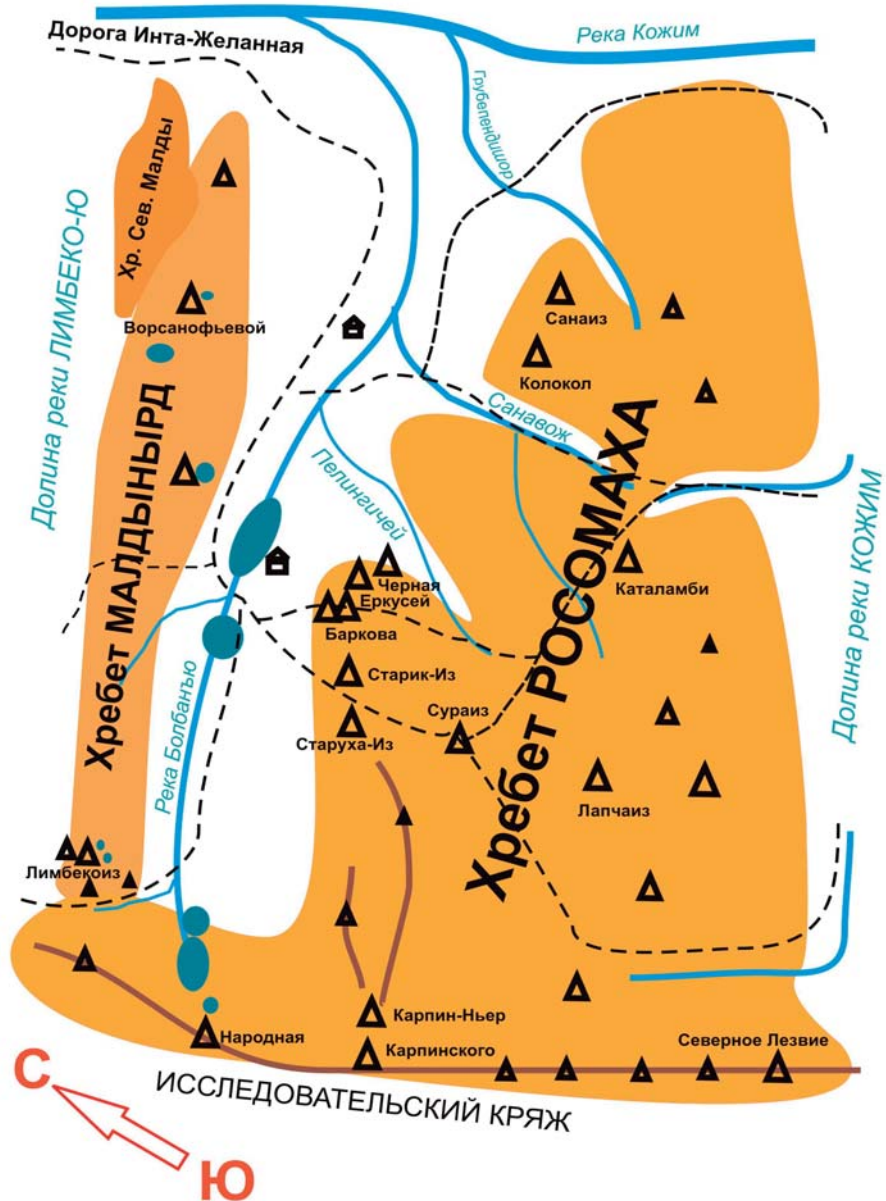 Дорога Инта-Желанная
Река Кожим
Грубепендишор
Хр. Сев. Малды
Долина реки ЛИМБЕКО-Ю
Ворсанофьевой
Санаиз
Колокол
Санавож
Хребет МАЛДЫНЫРД
Пелингичей
Хребет РОССОМАХА
Долина реки КОЖИМ
Каталамби
Черная
Еркусей
Баркова
Старик-Из
Сураиз
Старуха-Из
Река Болбанъю
Лапчаиз
Лимбекоиз
Карпин-Ньер
Народная
Карпинского
Северное Лезвие
ИССЛЕДОВАТЕЛЬСКИЙ КРЯЖ
С
Ю